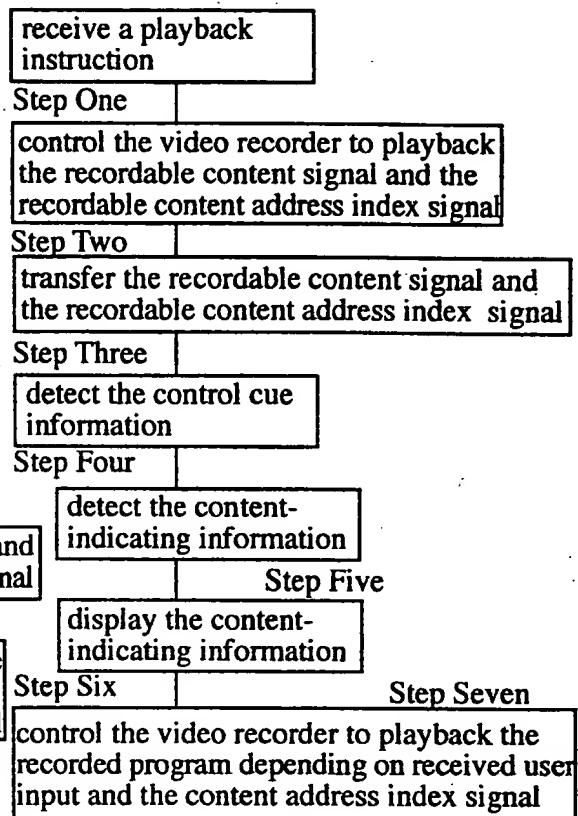 receive a playback
instruction
Step One
control the video recorder to playback
the recordable content signal and the
recordable content address index signal
Step Two
transfer the recordable content signal and
the recordable content address index signal
Step Three
detect the control cue
information
Step Four
detect the content-
indicating information
and
nal
Step Five
display the content-
indicating information
Step Six
Step Seven
control the video recorder to playback the
recorded program depending on received user
input and the content address index signal